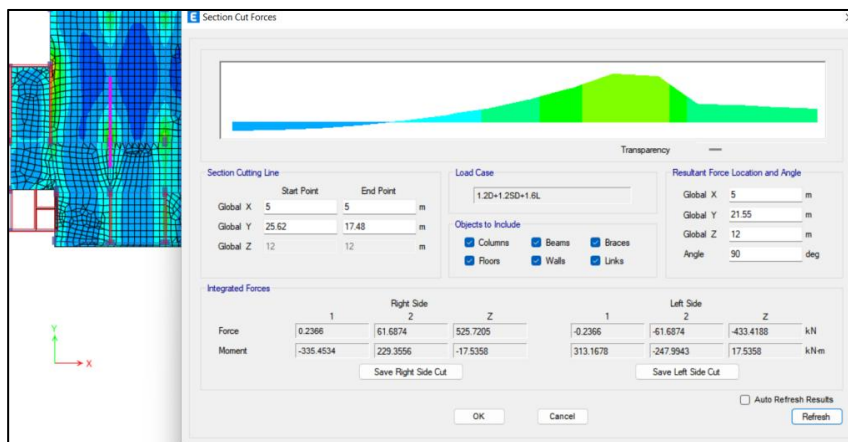 E Section Cut Forces
Transparency
Section Cutting Line
Start Point End Point
Global X 5 5 m
Global Y 25.62 17.48 m
Global Z 12 12 m
Load Case
1.2D+1.2SD+1.6L
Objects to Include
Columns Beams Braces
Floors Walls Links
Resultant Force Location and Angle
Global X 5 m
Global Y 21.55 m
Global Z 12 m
Angle 90 deg
Integrated Forces
Right Side Left Side
1 2 Z 1 2 Z
Force 0.2366 61.6874 525.7205 -0.2366 -61.6874 -433.4188 kN
Moment -335.4534 229.3556 -17.5358 313.1678 -247.9943 17.5358 kN-m
Save Right Side Cut Save Left Side Cut
Auto Refresh Results
OK Cancel Refresh
Y
X